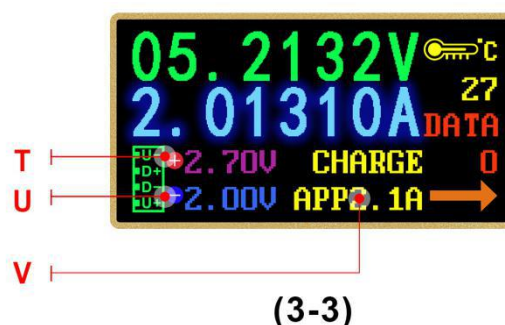 05.2132V °C
27
2.01310A DATA
T U- +2.70V CHARGE 0
D+
D-
U U+ -2.00V APP2.1A
V
(3-3)